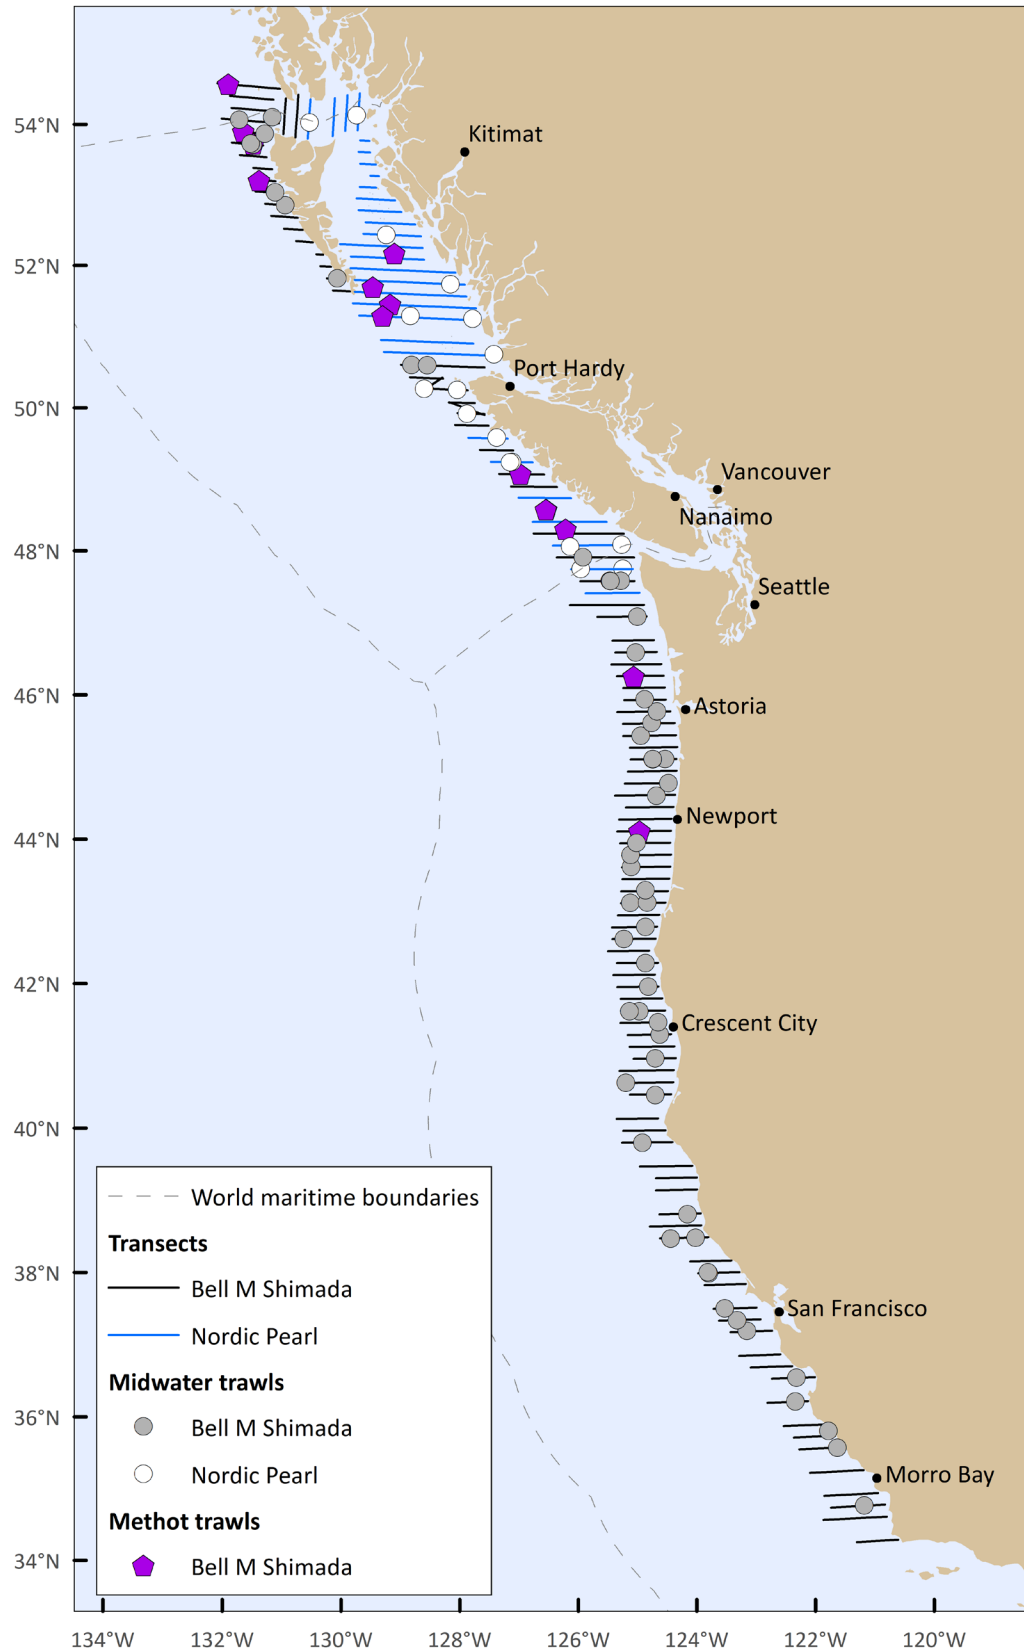 54°N
Kitimat
52°N
Port Hardy
50°N
Vancouver
Nanaimo
48°N
Seattle
46°N
Astoria
Newport
44°N
42°N
Crescent City
40°N
World maritime boundaries
Transects
38°N
Bell M Shimada
San Francisco
Nordic Pearl
Midwater trawls
36°N
Bell M Shimada
Nordic Pearl
Morro Bay
Methot trawls
34°N
Bell M Shimada
134°W 132°W 130°W 128°W 126°W 124°W 122°W 120°W